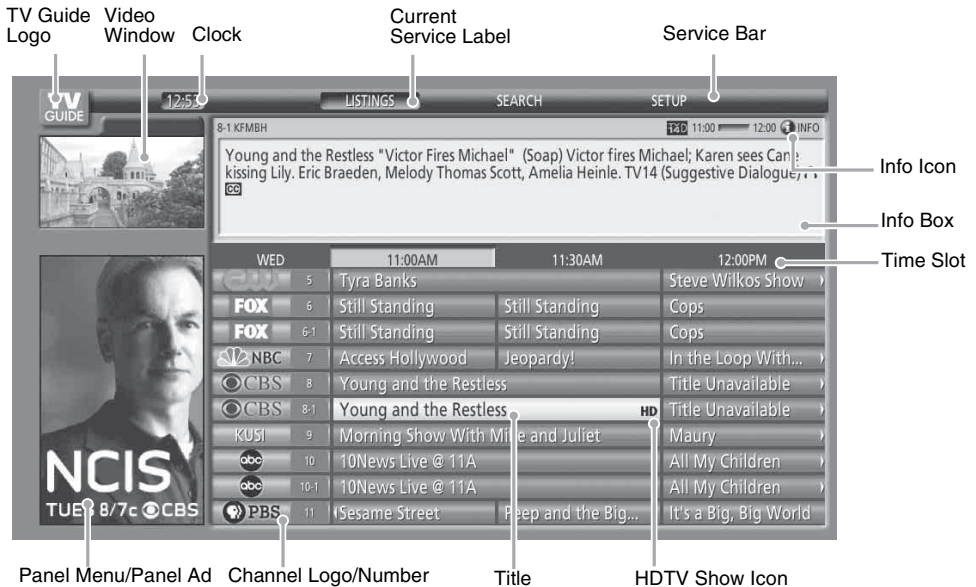 TV Guide Logo
Video Window
Clock
Current Service Label
Service Bar
TV GUIDE
12:53
LISTINGS
SEARCH
SETUP
8-1 KFMBH
11:00
12:00
i INFO
Young and the Restless "Victor Fires Michael" (Soap) Victor fires Michael; Karen sees Cane
kissing Lily. Eric Braeden, Melody Thomas Scott, Amelia Heinle. TV14 (Suggestive Dialogue)
CC
Info Icon
Info Box
WED 11:00AM 11:30AM 12:00PM
Time Slot
5 Tyra Banks Steve Wilkos Show
FOX 6 Still Standing Still Standing Cops
FOX 6-1 Still Standing Still Standing Cops
NBC 7 Access Hollywood Jeopardy! In the Loop With...
CBS 8 Young and the Restless Title Unavailable
CBS 8-1 Young and the Restless HD Title Unavailable
KUSI 9 Morning Show With Mike and Juliet Maury
abc 10 10News Live @ 11A All My Children
abc 10-1 10News Live @ 11A All My Children
PBS 11 Sesame Street Peep and the Big... It's a Big, Big World
NCIS
TUES 8/7c CBS
Panel Menu/Panel Ad
Channel Logo/Number
Title
HDTV Show Icon